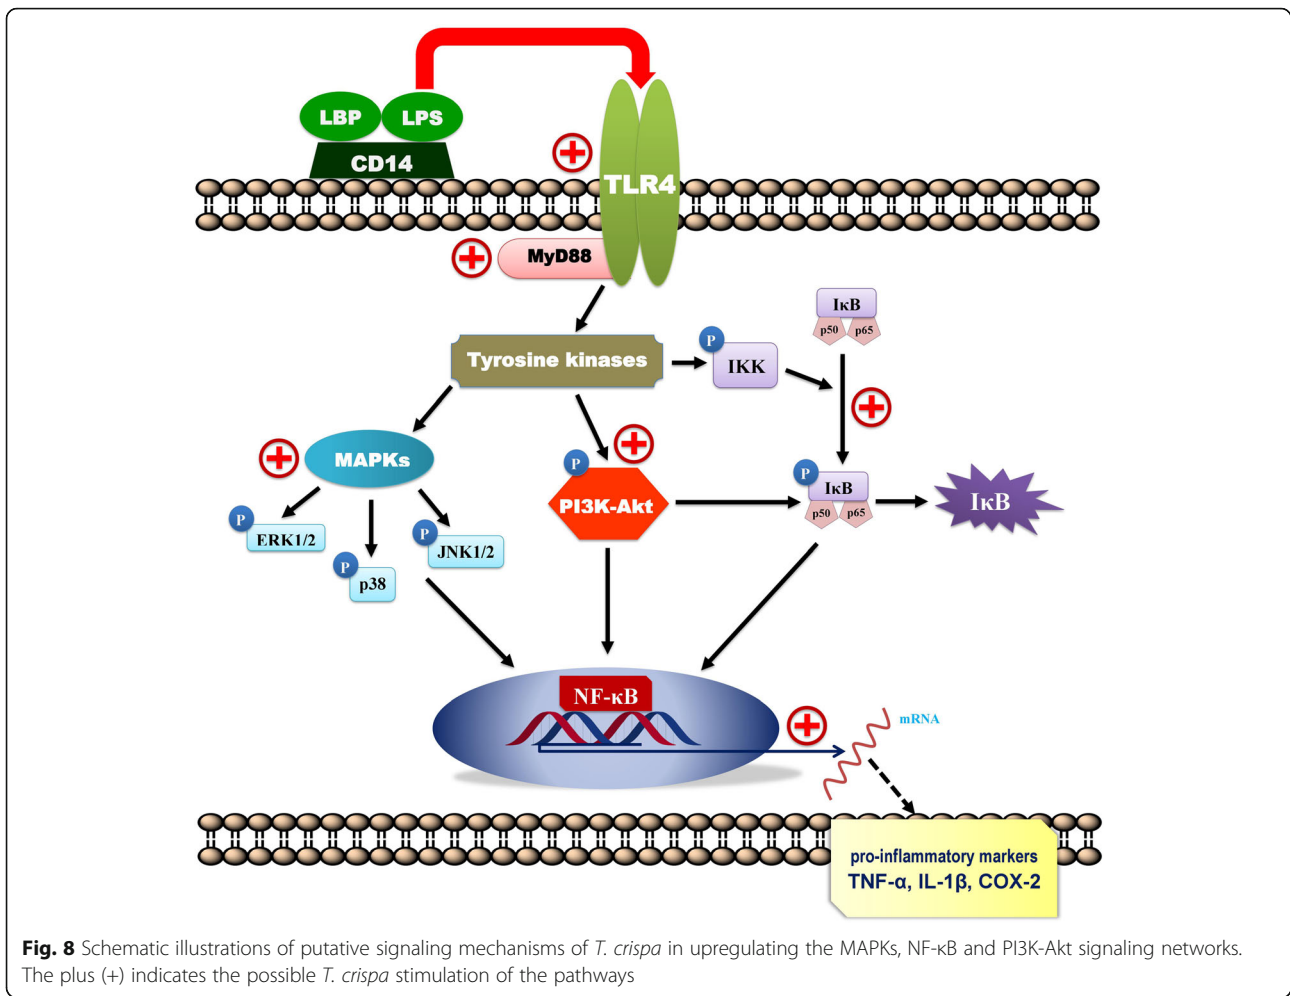 LBP
LPS
CD14
TLR4
MyD88
Tyrosine kinases
P
IKK
IκB
p50
p65
MAPKs
P
PI3K-Akt
P
IκB
p50
p65
IκB
P
ERK1/2
P
p38
P
JNK1/2
NF-κB
mRNA
pro-inflammatory markers
TNF-α, IL-1β, COX-2
Fig. 8 Schematic illustrations of putative signaling mechanisms of T. crispa in upregulating the MAPKs, NF-κB and PI3K-Akt signaling networks.
The plus (+) indicates the possible T. crispa stimulation of the pathways